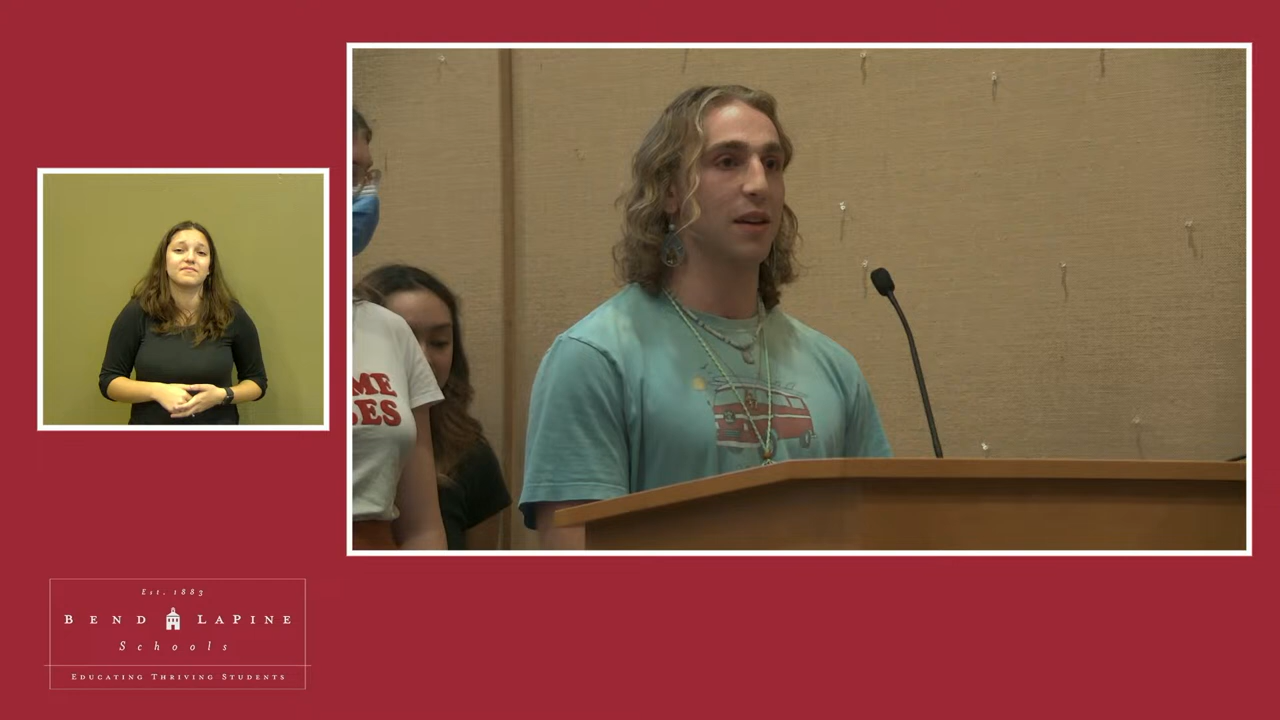 ME
SES
Est. 1883
BEND LAPINE
Schools
EDUCATING THRIVING STUDENTS